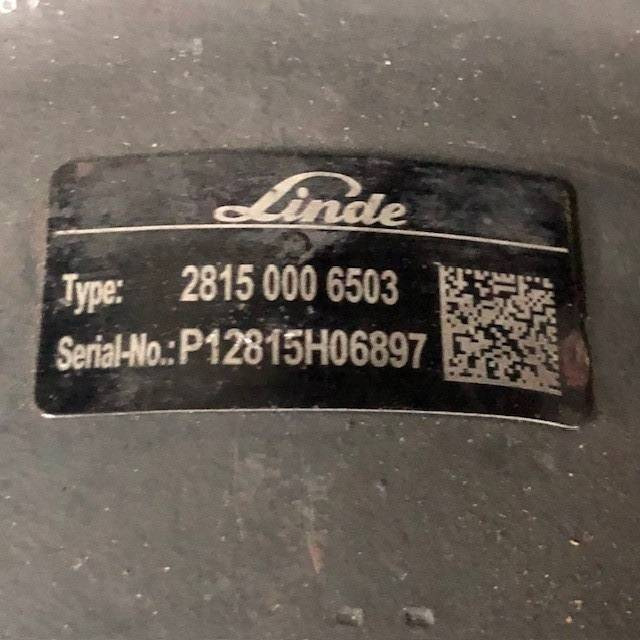 Linde
Type: 2815 000 6503
Serial-No.: P12815H06897